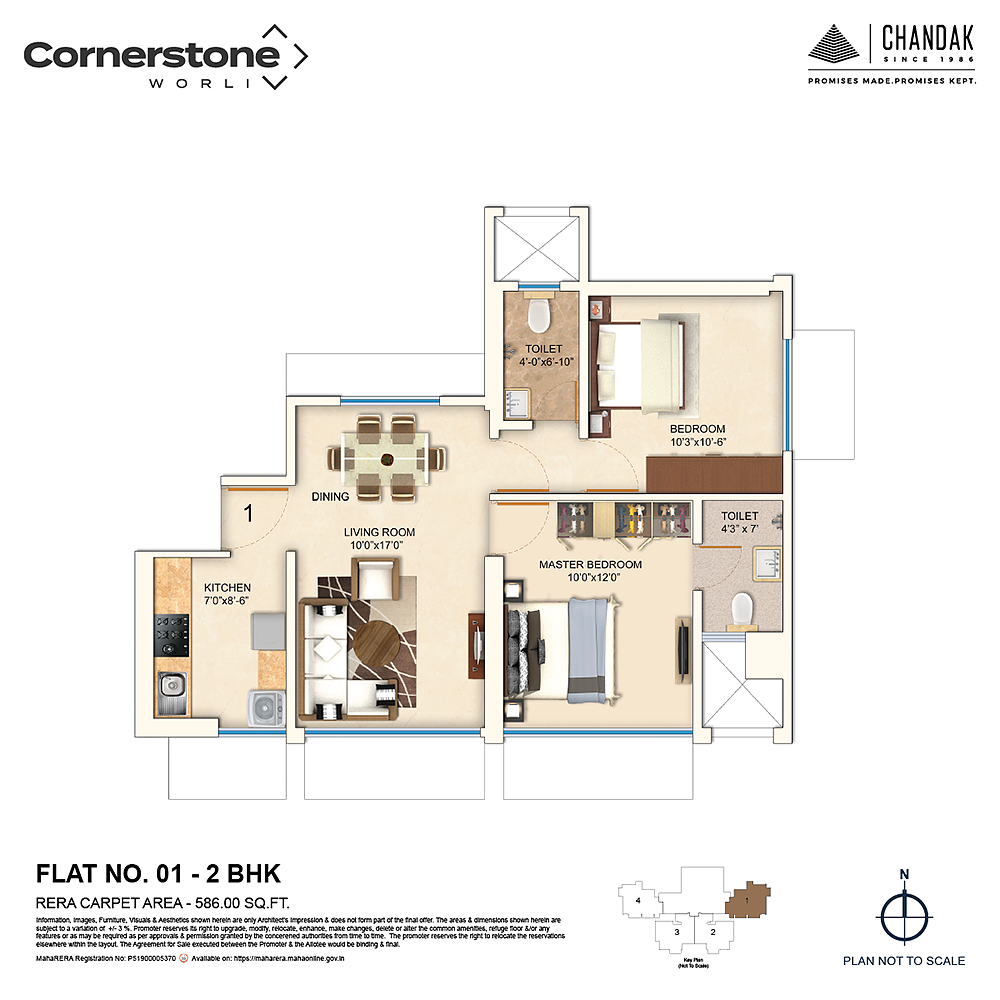 Cornerstone
WORLI
CHANDAK
SINCE 1986
PROMISES MADE.PROMISES KEPT.
TOILET
4'-0"x6'-10"
BEDROOM
10'3"x10'-6"
DINING
1
LIVING ROOM
10'0"x17'0"
TOILET
4'3" x 7'
MASTER BEDROOM
10'0"x12'0"
KITCHEN
7'0"x8'-6"
FLAT NO. 01 - 2 BHK
RERA CARPET AREA - 586.00 SQ.FT.
Information, Images, Furniture, Visuals & Aesthetics shown herein are only Architect's Impression & does not form part of the final offer. The areas & dimensions shown herein are
subject to a variation of +/- 3 %. Promoter reserves its right to upgrade, modify, relocate, enhance, make changes, delete or alter the common amenities, refuge floor &/or any
features or as may be required as per approvals & permission granted by the concerened authorities from time to time. The promoter reserves the right to relocate the reservations
elsewhere within the layout. The Agreement for Sale executed between the Promoter & the Allotee would be binding & final.
MahaRERA Registration No: P51900005370 Available on: https://maharera.mahaonline.gov.in
4
1
3
2
Key Plan
(Not To Scale)
N
PLAN NOT TO SCALE